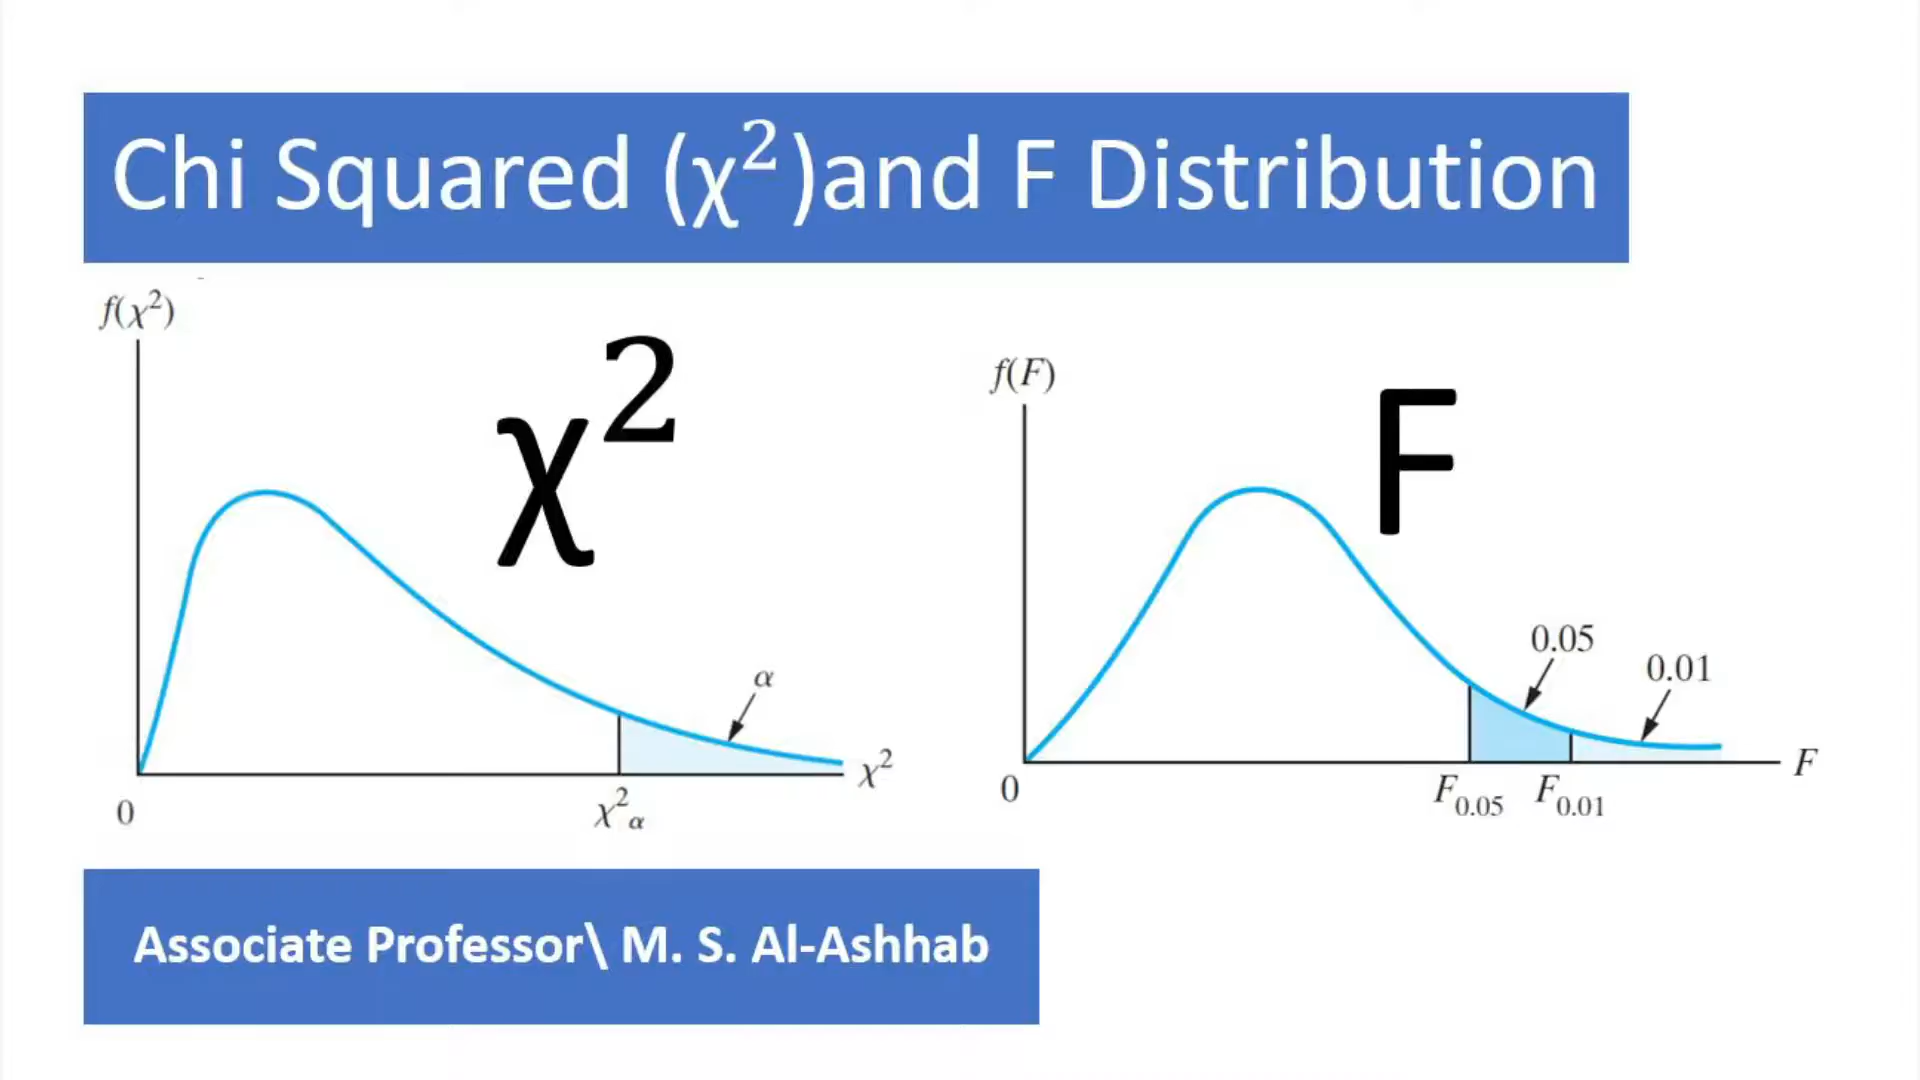 Chi Squared (χ²)and F Distribution
f(χ²)
χ²
f(F)
F
0.05
0.01
α
χ²
F
0
χ²α
0
F0.05
F0.01
Associate Professor\ M. S. Al-Ashhab